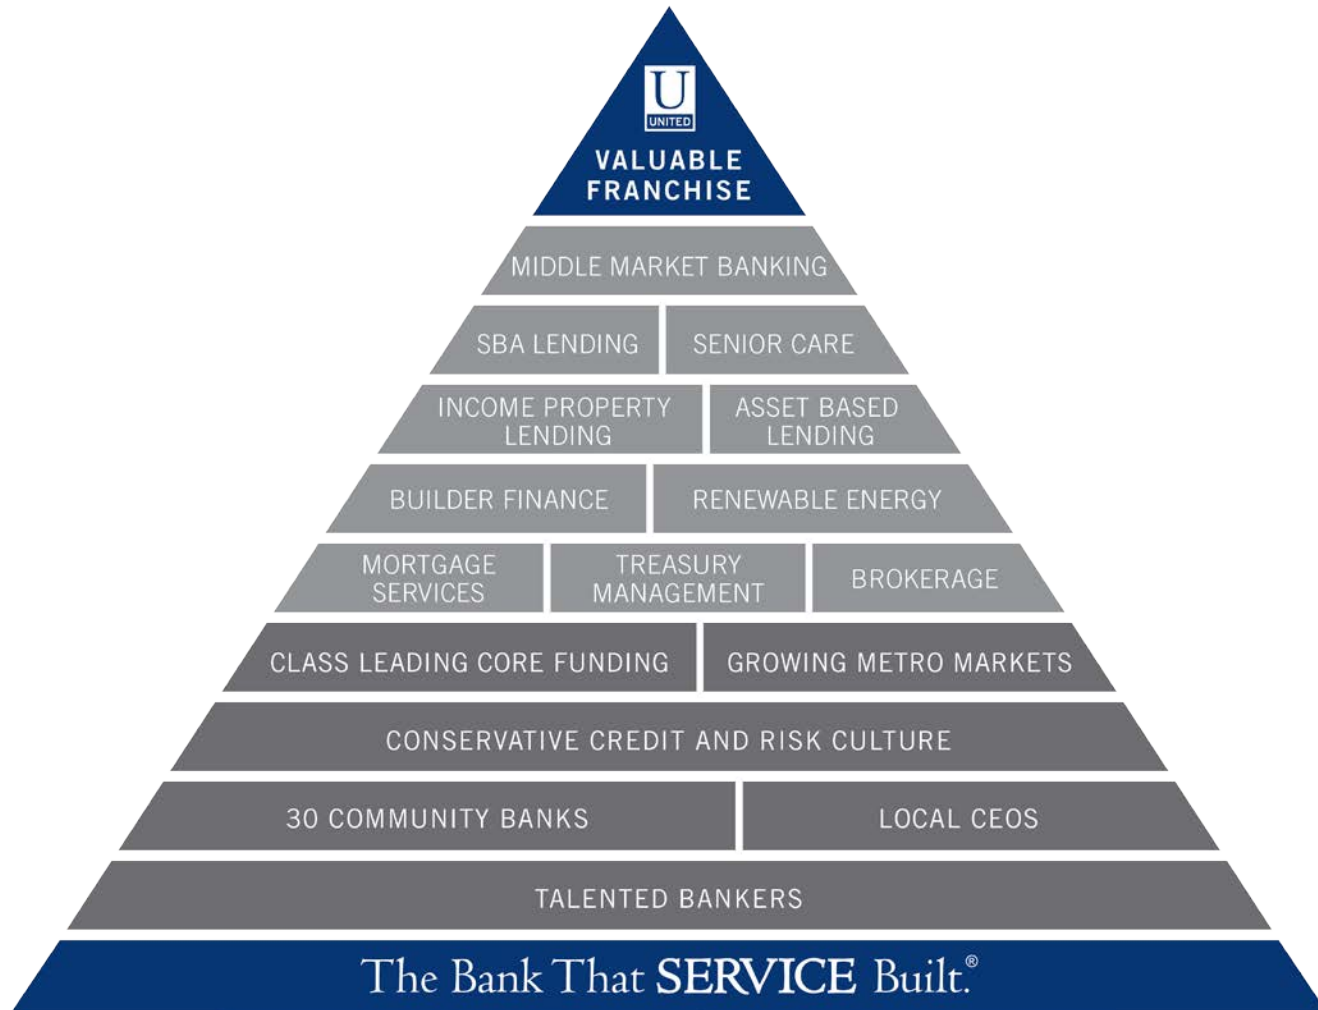 U
UNITED
VALUABLE
FRANCHISE
MIDDLE MARKET BANKING
SBA LENDING
SENIOR CARE
INCOME PROPERTY
LENDING
ASSET BASED
LENDING
BUILDER FINANCE
RENEWABLE ENERGY
MORTGAGE
SERVICES
TREASURY
MANAGEMENT
BROKERAGE
CLASS LEADING CORE FUNDING
GROWING METRO MARKETS
CONSERVATIVE CREDIT AND RISK CULTURE
30 COMMUNITY BANKS
LOCAL CEOS
TALENTED BANKERS
The Bank That SERVICE Built.®